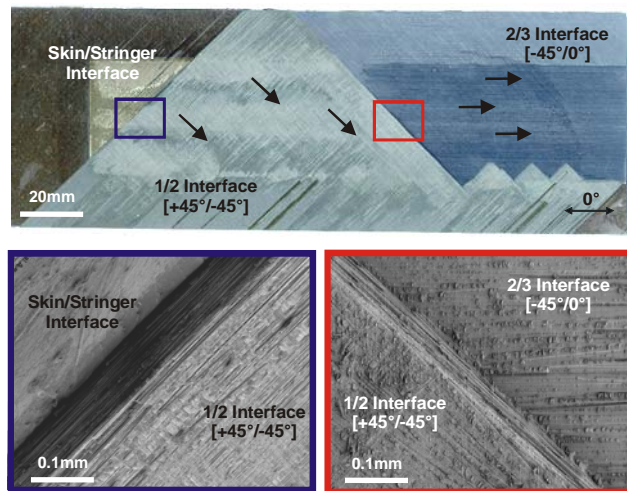 Skin/Stringer
Interface
2/3 Interface
[-45°/0°]
1/2 Interface
[+45°/-45°]
20mm
0°
Skin/Stringer
Interface
1/2 Interface
[+45°/-45°]
0.1mm
2/3 Interface
[-45°/0°]
1/2 Interface
[+45°/-45°]
0.1mm